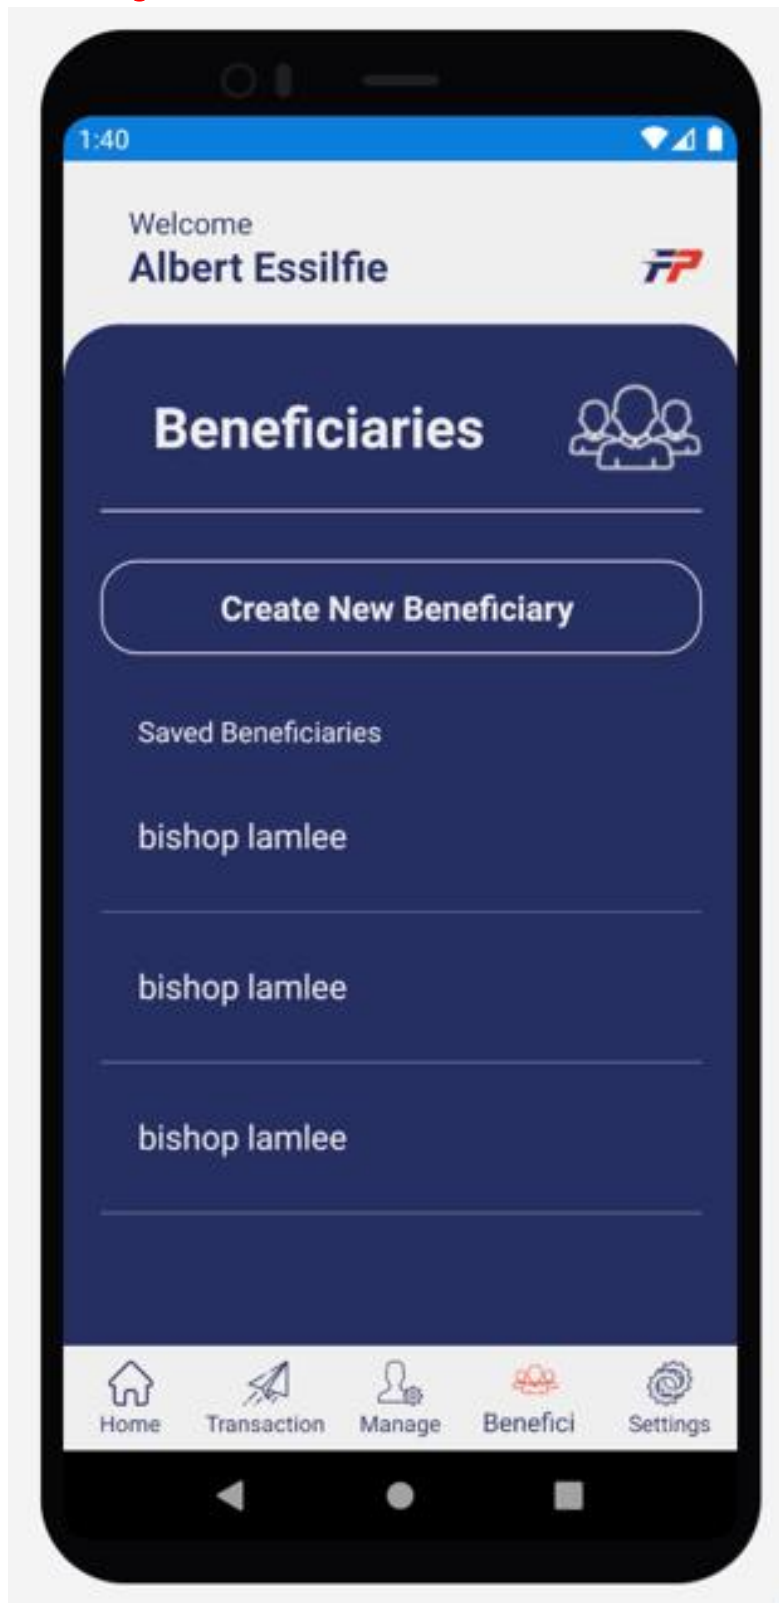 1:40
Welcome
Albert Essilfie
FP
Beneficiaries
Create New Beneficiary
Saved Beneficiaries
bishop lamlee
bishop lamlee
bishop lamlee
Home Transaction Manage Benefici Settings